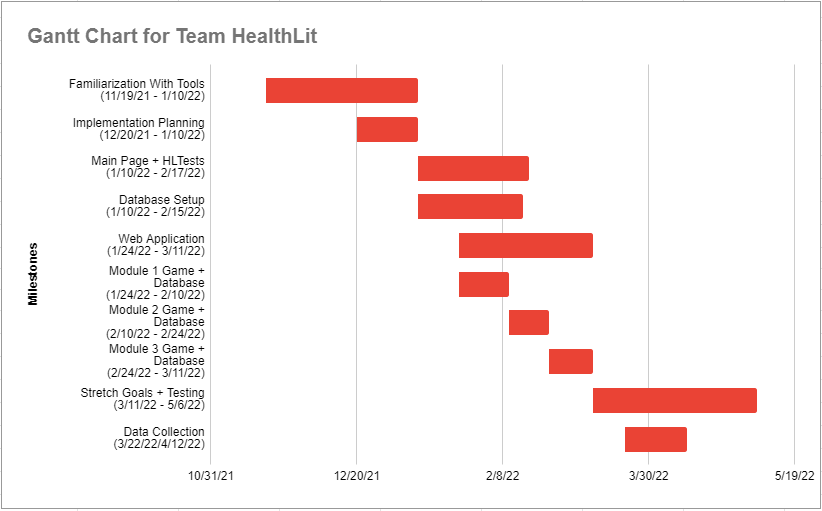 Gantt Chart for Team HealthLit
Milestones
Familiarization With Tools
(11/19/21 - 1/10/22)
Implementation Planning
(12/20/21 - 1/10/22)
Main Page + HLTests
(1/10/22 - 2/17/22)
Database Setup
(1/10/22 - 2/15/22)
Web Application
(1/24/22 - 3/11/22)
Module 1 Game +
Database
(1/24/22 - 2/10/22)
Module 2 Game +
Database
(2/10/22 - 2/24/22)
Module 3 Game +
Database
(2/24/22 - 3/11/22)
Stretch Goals + Testing
(3/11/22 - 5/6/22)
Data Collection
(3/22/22/4/12/22)
10/31/21
12/20/21
2/8/22
3/30/22
5/19/22